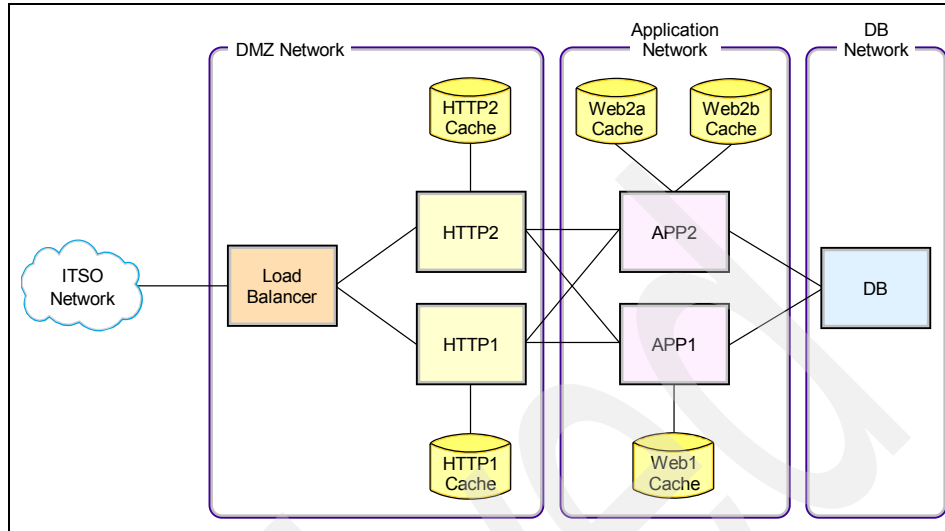 DMZ Network
Application
Network
DB
Network
HTTP2
Cache
Web2a
Cache
Web2b
Cache
HTTP2
APP2
ITSO
Network
Load
Balancer
DB
HTTP1
APP1
HTTP1
Cache
Web1
Cache